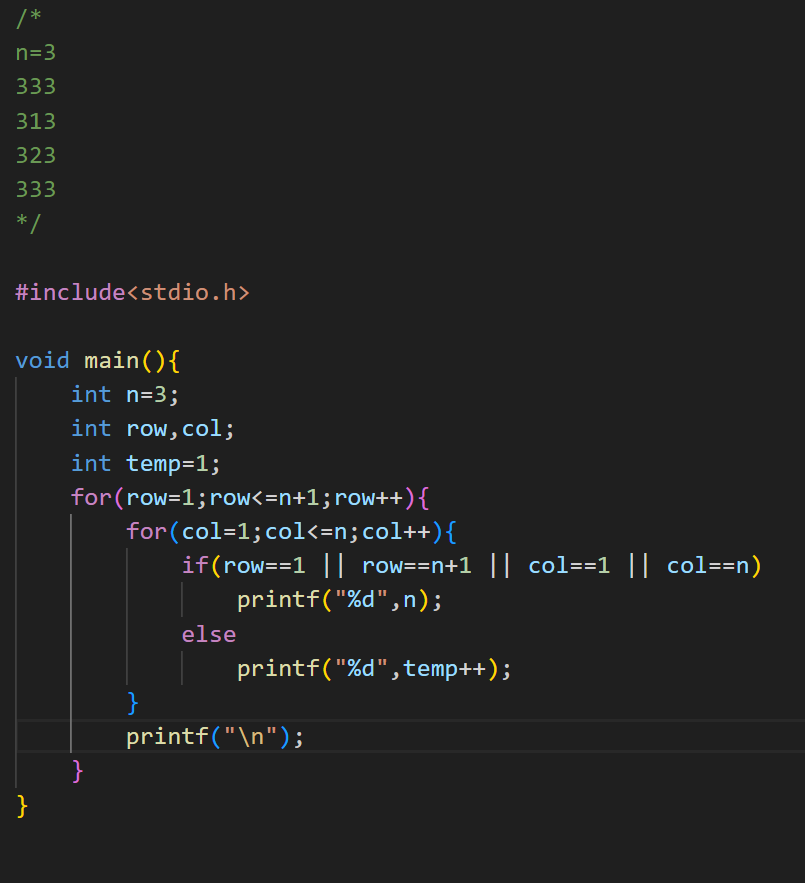 /*
n=3
333
313
323
333
*/
#include<stdio.h>
void main(){
    int n=3;
    int row,col;
    int temp=1;
    for(row=1;row<=n+1;row++){
        for(col=1;col<=n;col++){
            if(row==1 || row==n+1 || col==1 || col==n)
                printf("%d",n);
            else
                printf("%d",temp++);
        }
        printf("\n");
    }
}